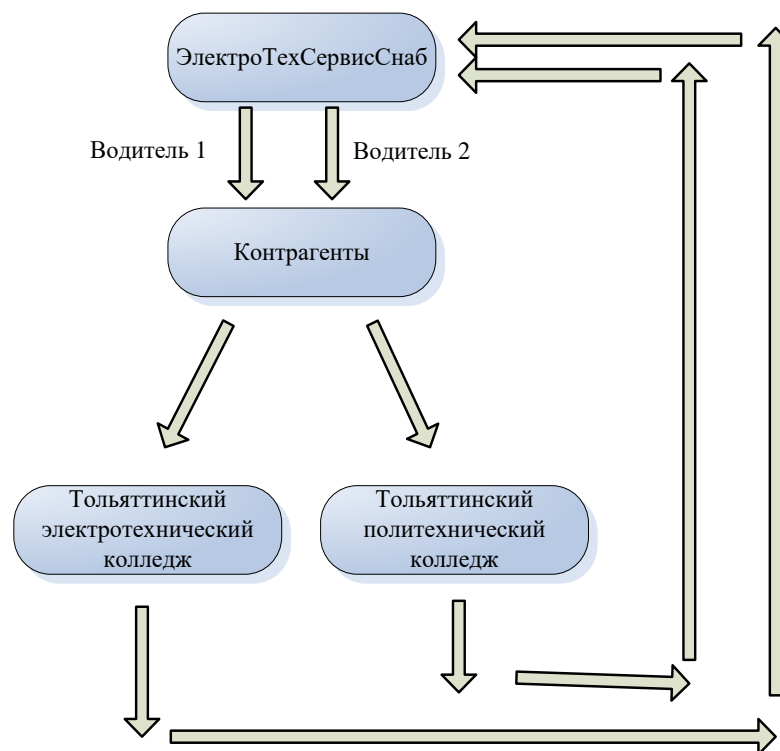 ЭлектроТехСервисСнаб
Водитель 1
Водитель 2
Контрагенты
Тольяттинский
электротехнический
колледж
Тольяттинский
политехнический
колледж